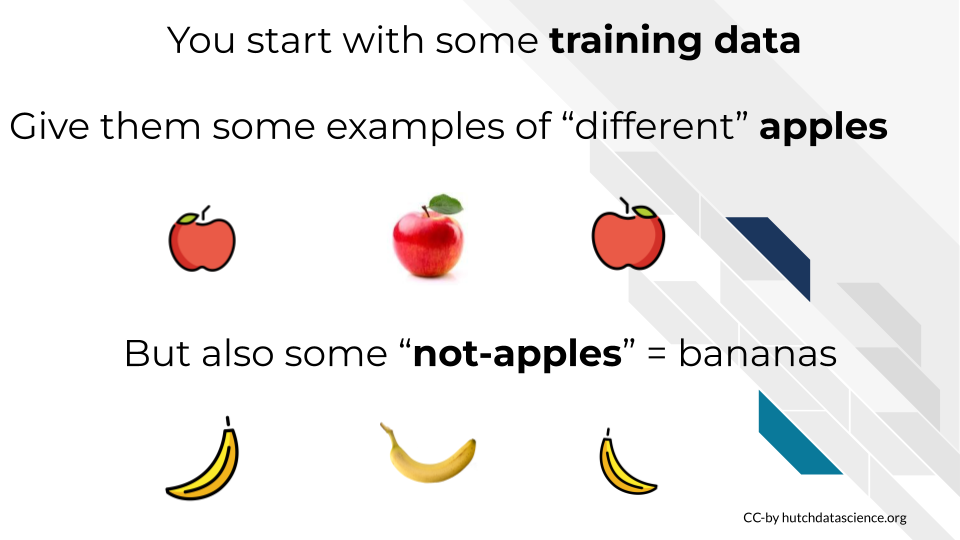 You start with some training data
Give them some examples of “different” apples
But also some “not-apples” = bananas
CC-by hutchdatascience.org